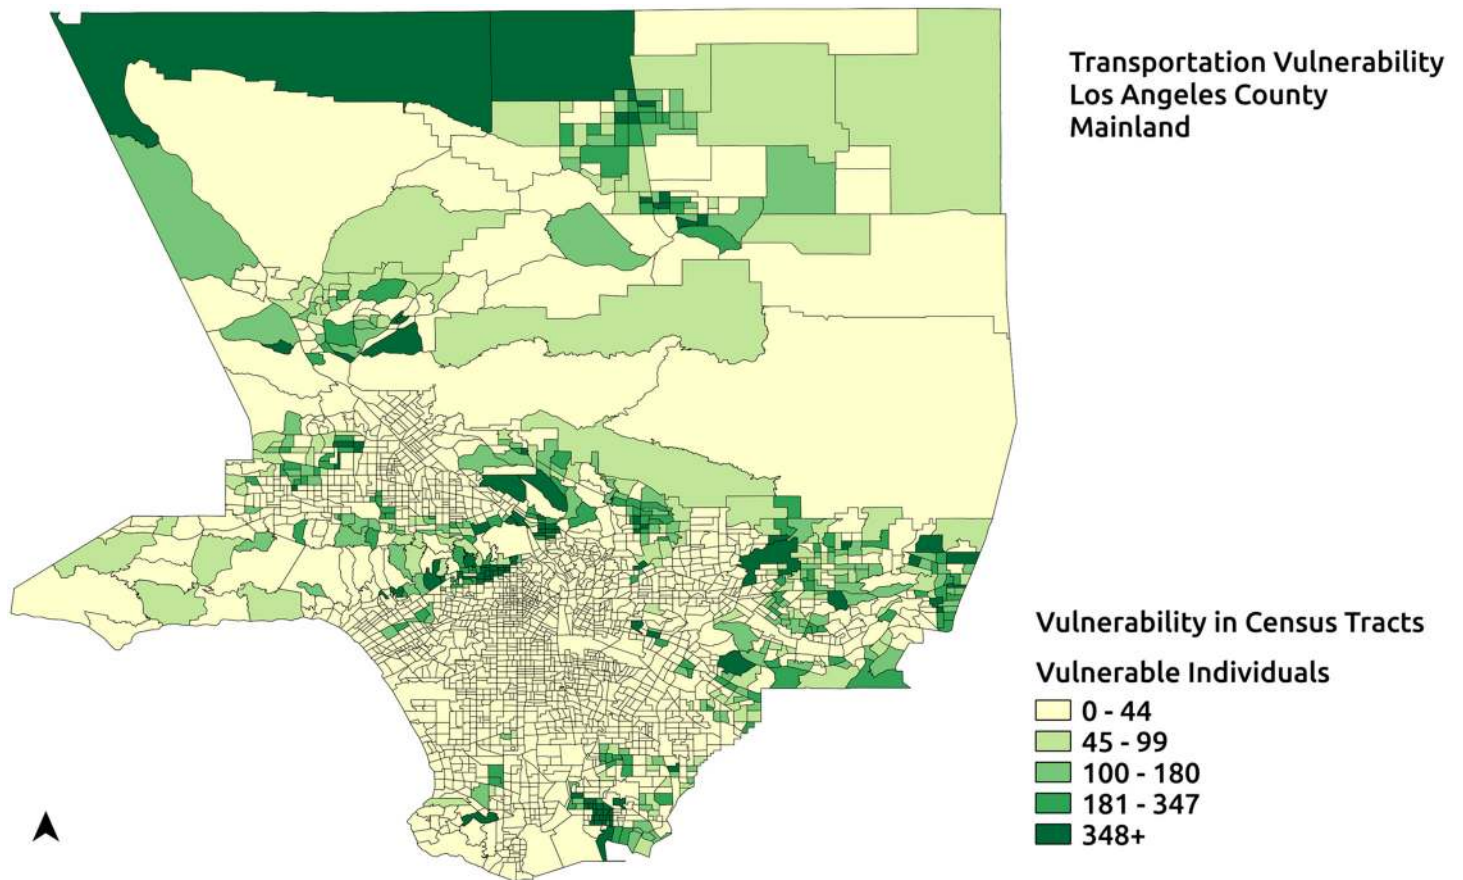 Transportation Vulnerability
Los Angeles County
Mainland
Vulnerability in Census Tracts
Vulnerable Individuals
0 - 44
45 - 99
100 - 180
181 - 347
348+